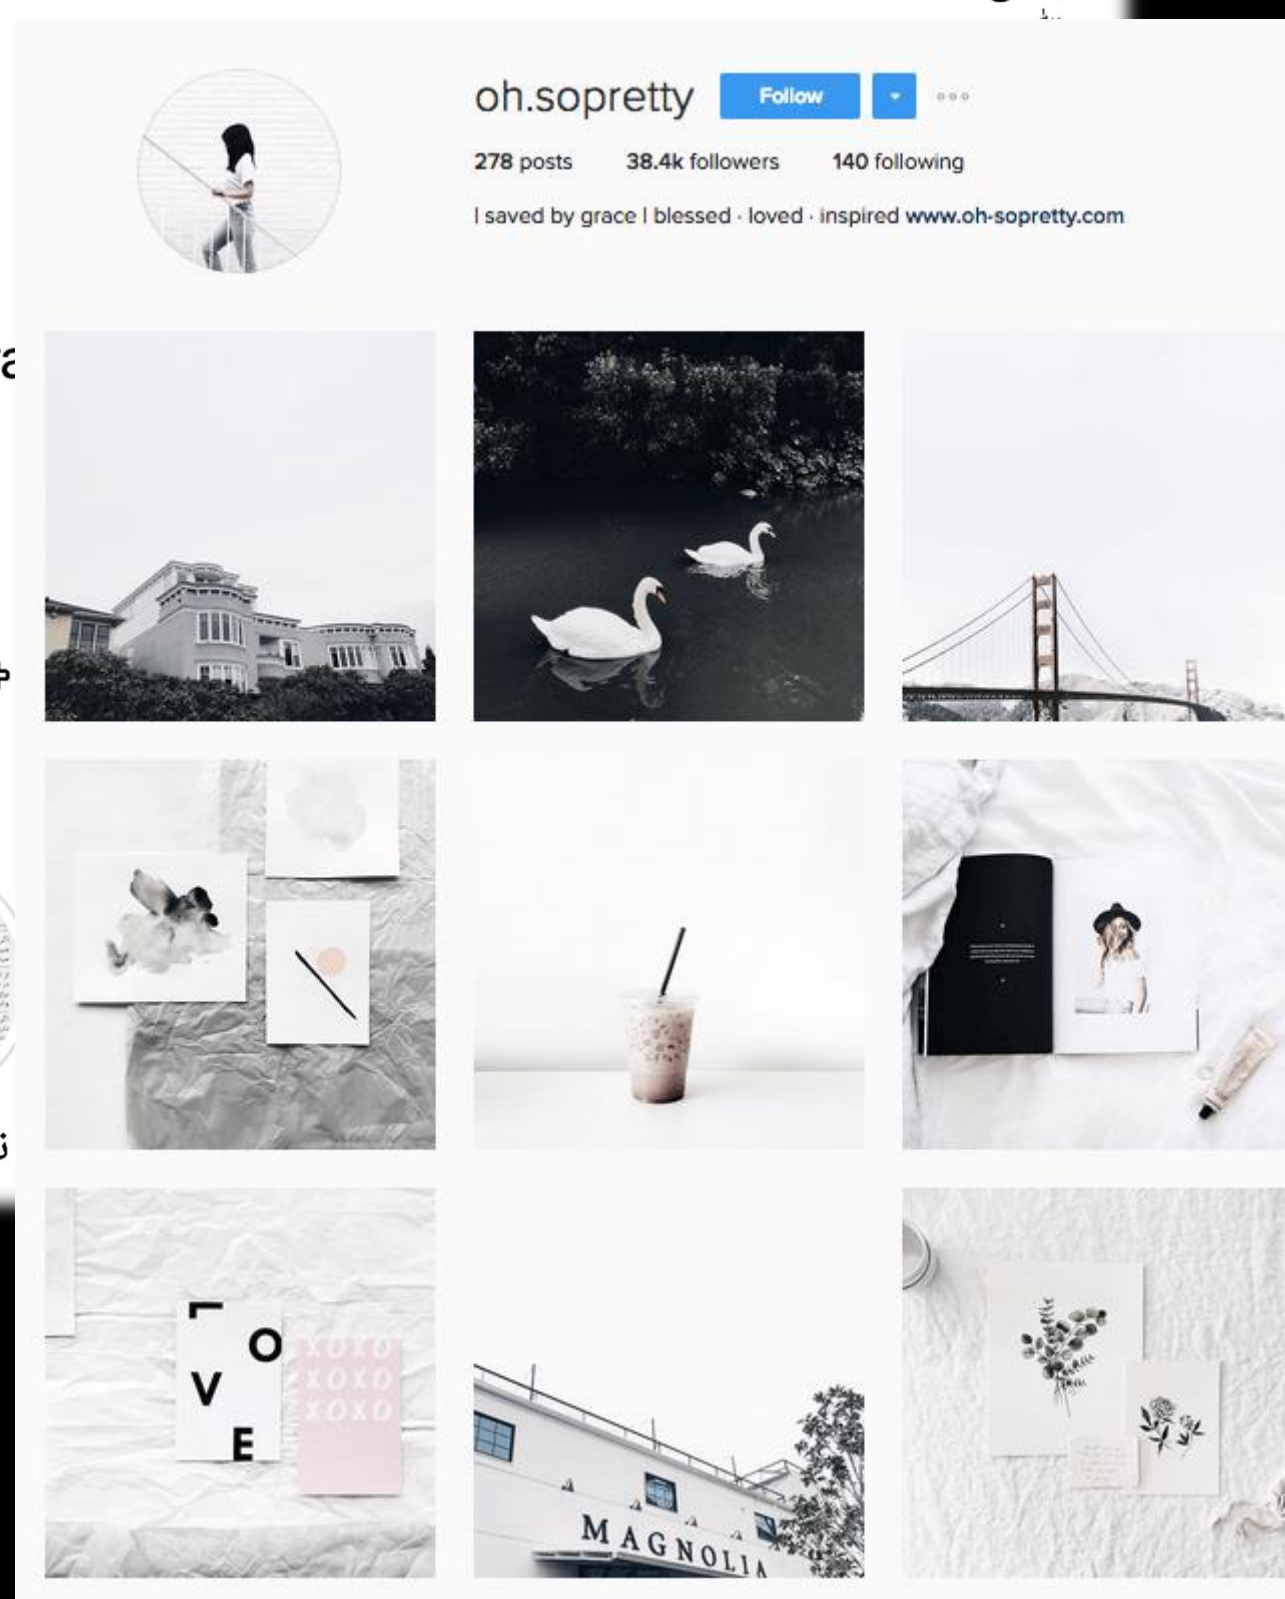 oh.sopretty Follow
278 posts 38.4k followers 140 following
| saved by grace | blessed · loved · inspired www.oh-sopretty.com
L
O
V
E
XOXO
XOXO
XOXO
MAGNOLIA